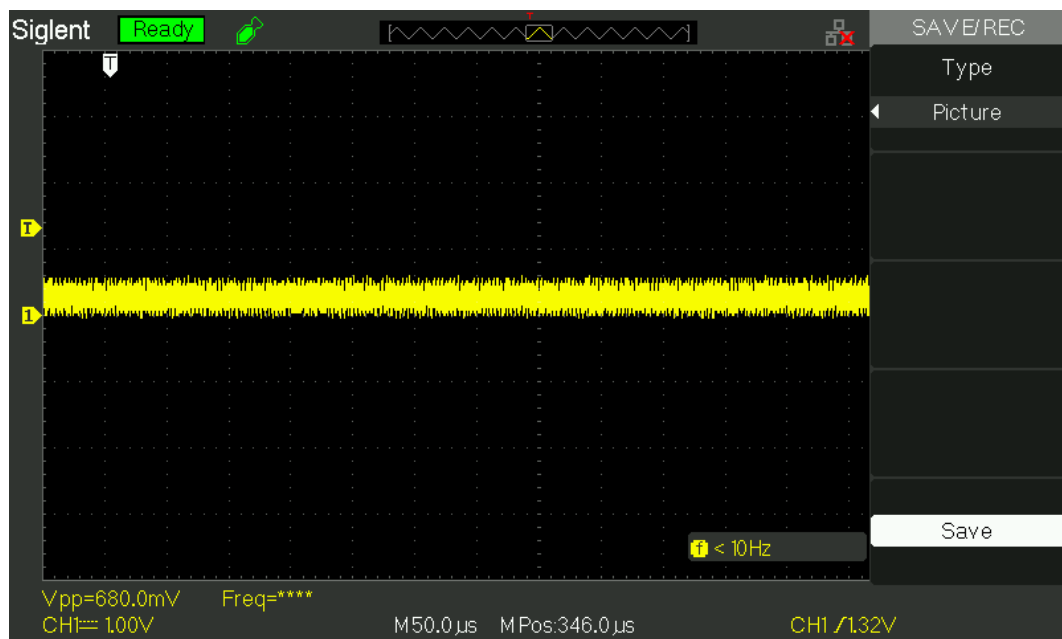 Siglent Ready T SAVE/REC
T
Type
Picture
T
1
Save
f < 10Hz
Vpp=680.0mV Freq=****
CH1 1.00V M 50.0µs M Pos:346.0µs CH1 /1.32V